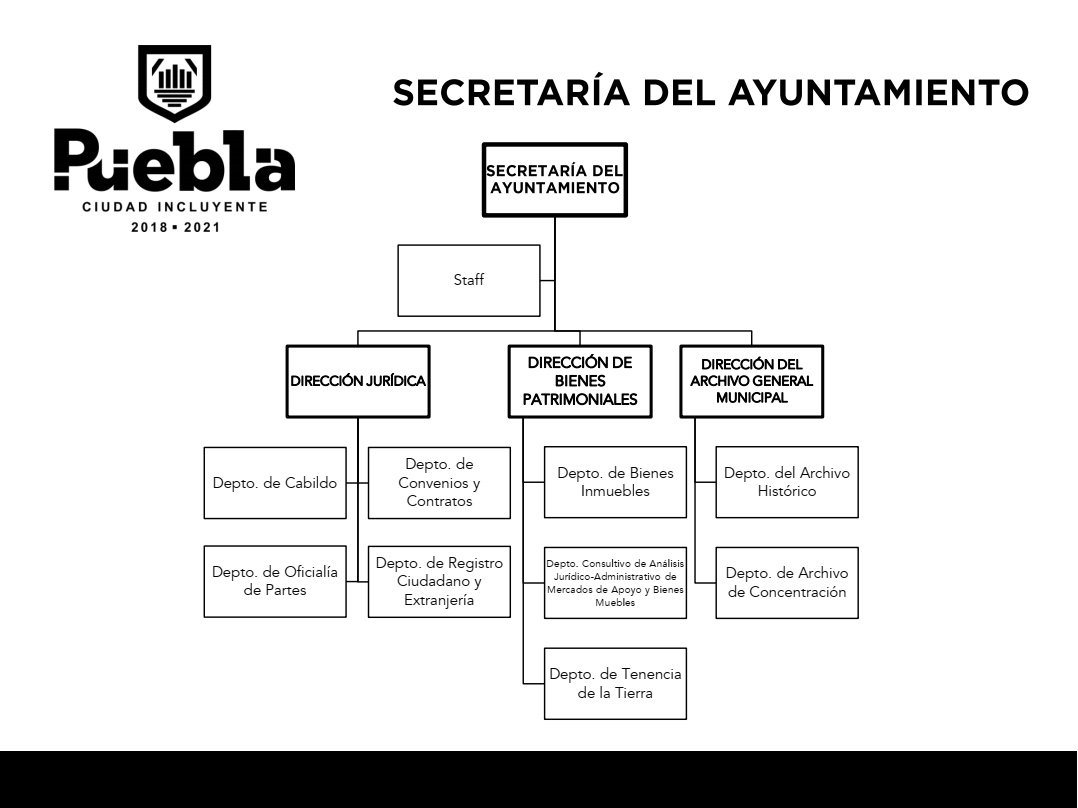 SECRETARÍA DEL AYUNTAMIENTO
Puebla
CIUDAD INCLUYENTE
2018 ▪ 2021
SECRETARÍA DEL
AYUNTAMIENTO
Staff
DIRECCIÓN JURÍDICA
DIRECCIÓN DE
BIENES
PATRIMONIALES
DIRECCIÓN DEL
ARCHIVO GENERAL
MUNICIPAL
Depto. de Cabildo
Depto. de
Convenios y
Contratos
Depto. de Bienes
Inmuebles
Depto. del Archivo
Histórico
Depto. de Oficialía
de Partes
Depto. de Registro
Ciudadano y
Extranjería
Depto. Consultivo de Análisis
Jurídico-Administrativo de
Mercados de Apoyo y Bienes
Muebles
Depto. de Archivo
de Concentración
Depto. de Tenencia
de la Tierra